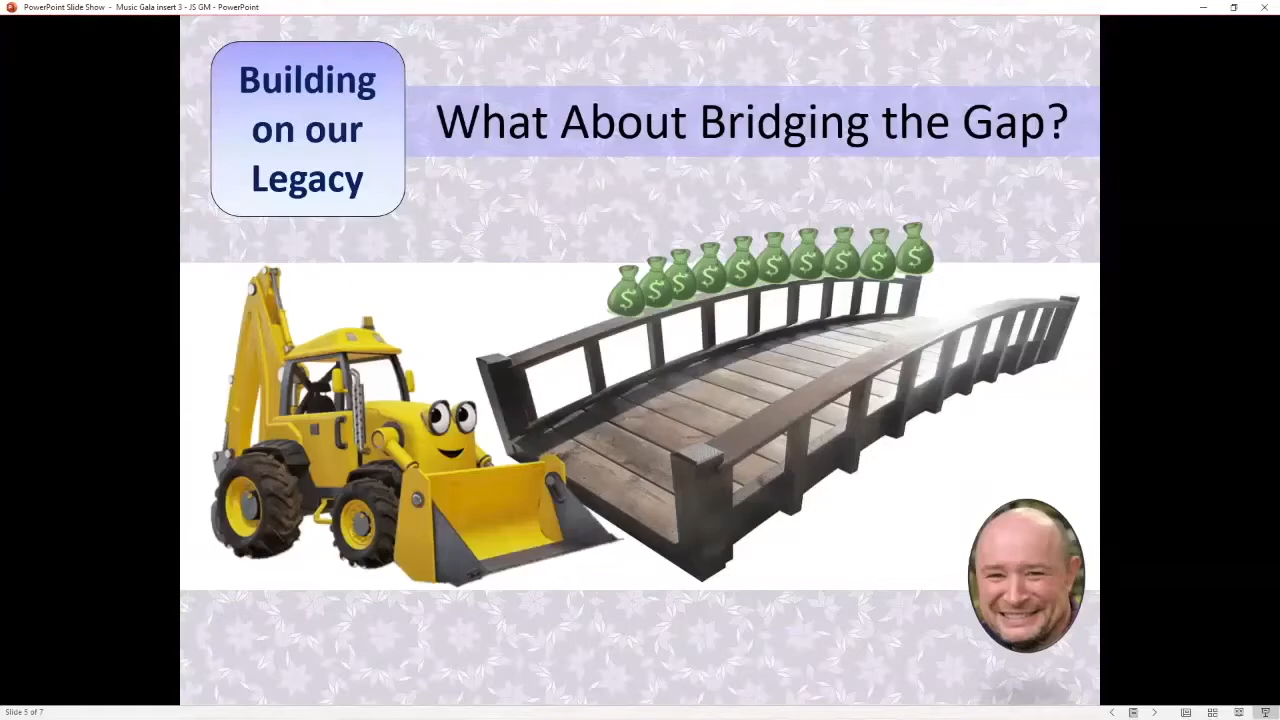 PowerPoint Slide Show - Music Gala insert 3 - JS GM - PowerPoint
Building
on our
Legacy
What About Bridging the Gap?
$ $ $ $ $ $ $ $ $ $
Slide 5 of 7